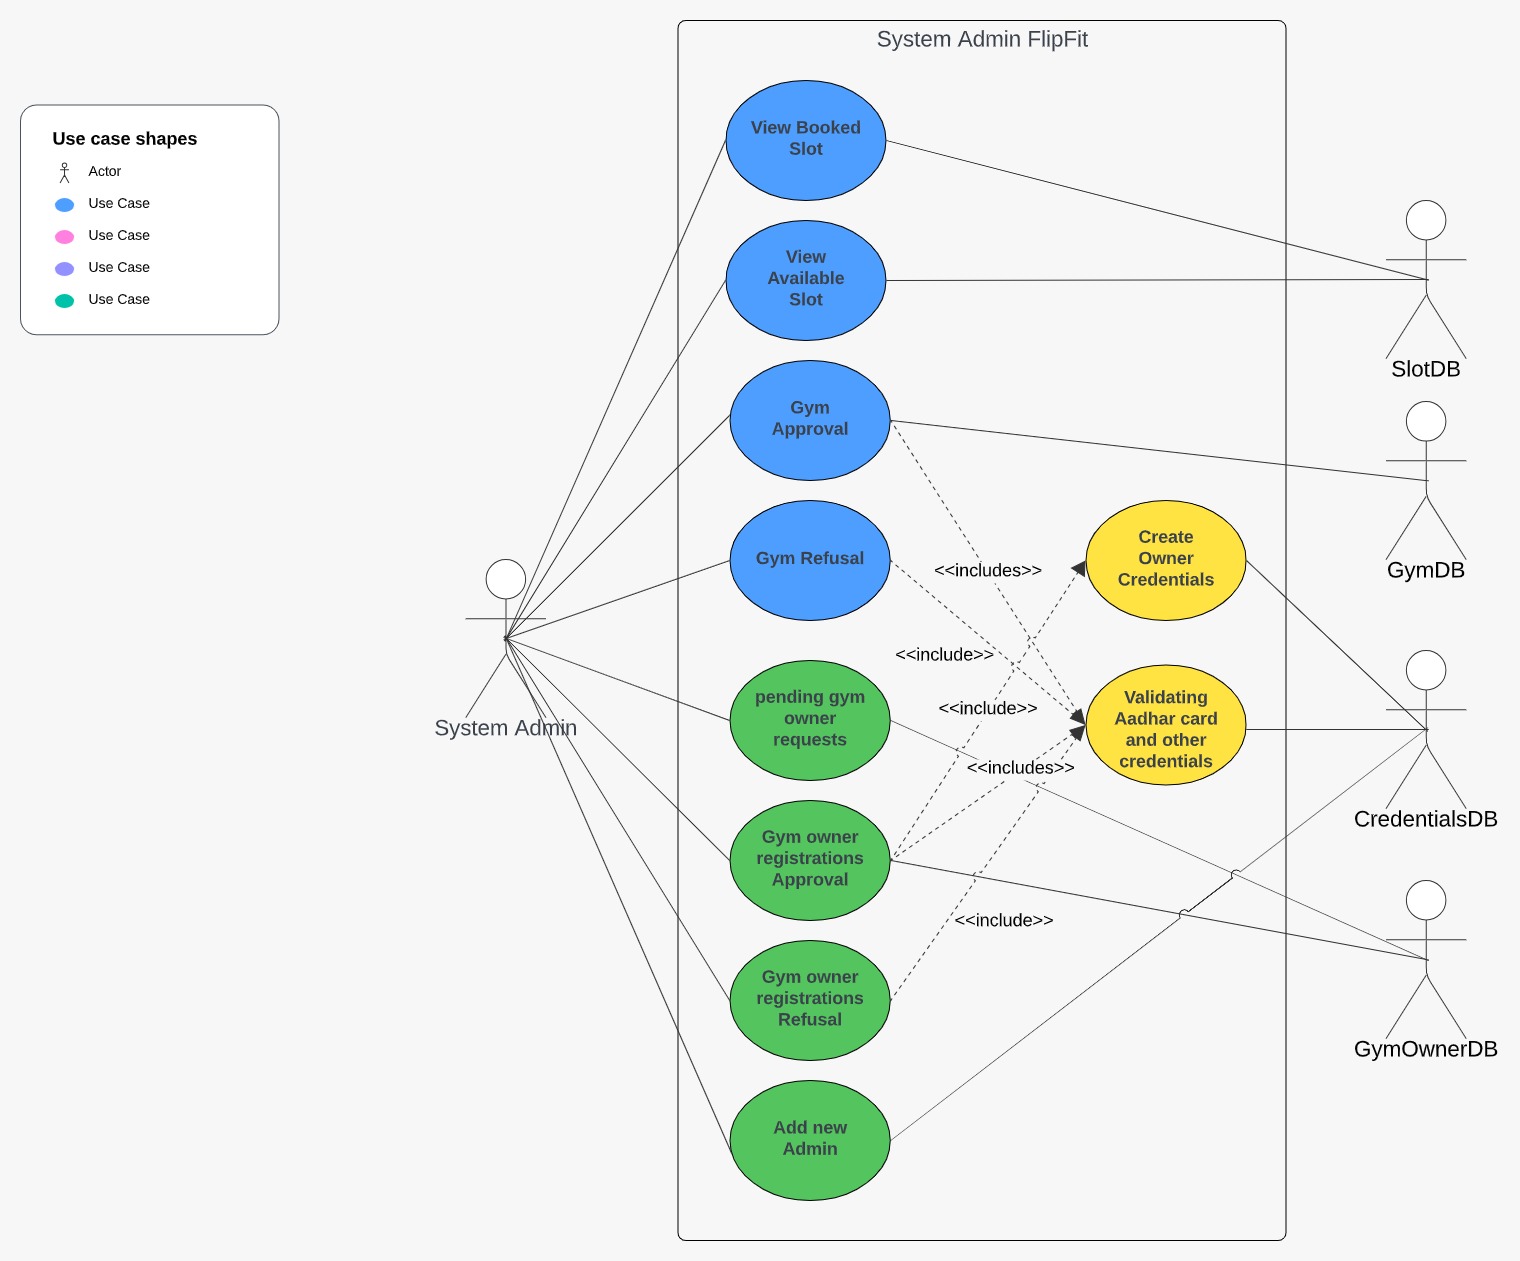 System Admin FlipFit
Use case shapes
Actor
Use Case
Use Case
Use Case
Use Case
View Booked
Slot
View
Available
Slot
Gym
Approval
Gym Refusal
pending gym
owner
requests
Gym owner
registrations
Approval
Gym owner
registrations
Refusal
Add new
Admin
System Admin
<<includes>>
<<include>>
<<include>>
<<includes>>
<<include>>
Create
Owner
Credentials
Validating
Aadhar card
and other
credentials
SlotDB
GymDB
CredentialsDB
GymOwnerDB